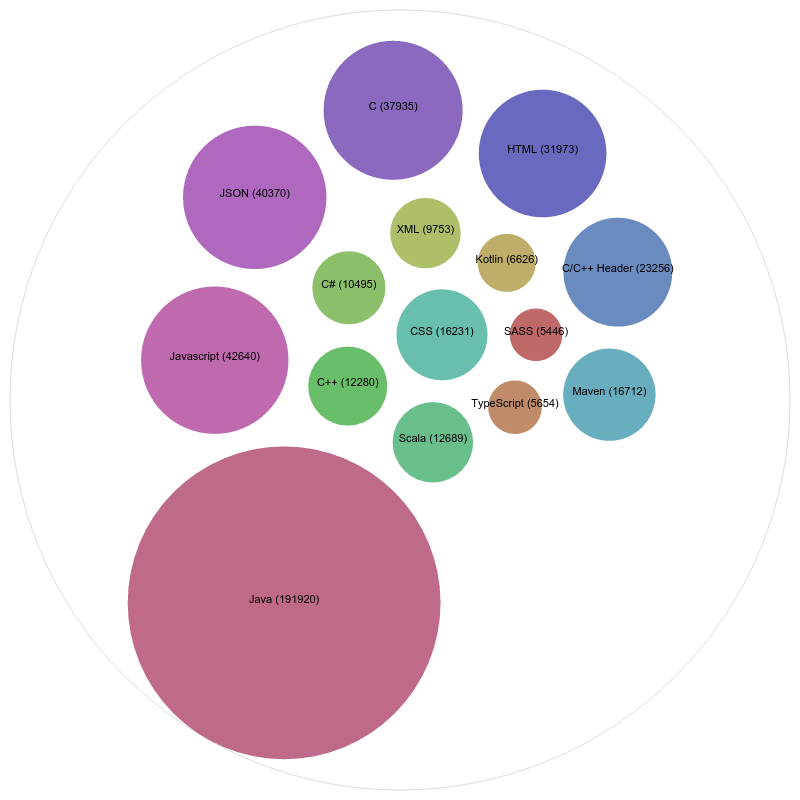 C (37935)
HTML (31973)
JSON (40370)
XML (9753)
Kotlin (6626)
C/C++ Header (23256)
C# (10495)
CSS (16231)
SASS (5446)
Javascript (42640)
C++ (12280)
Maven (16712)
TypeScript (5654)
Scala (12689)
Java (191920)